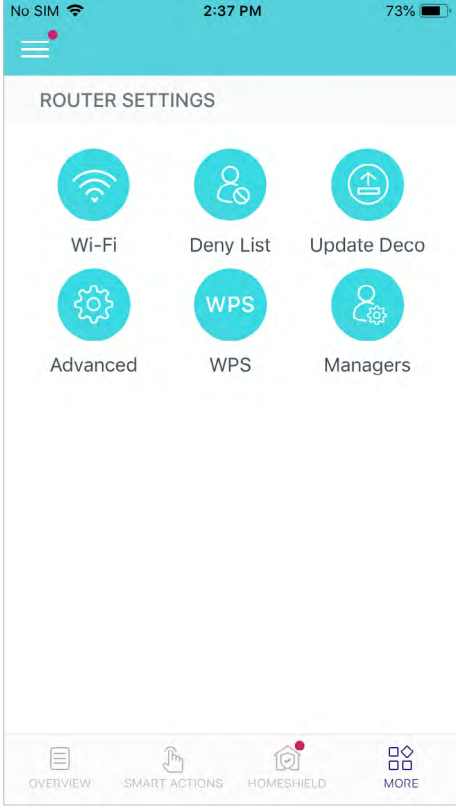 No SIM 2:37 PM 73%
ROUTER SETTINGS
Wi-Fi Deny List Update Deco
WPS
Advanced WPS Managers
OVERVIEW SMART ACTIONS HOMESHIELD MORE